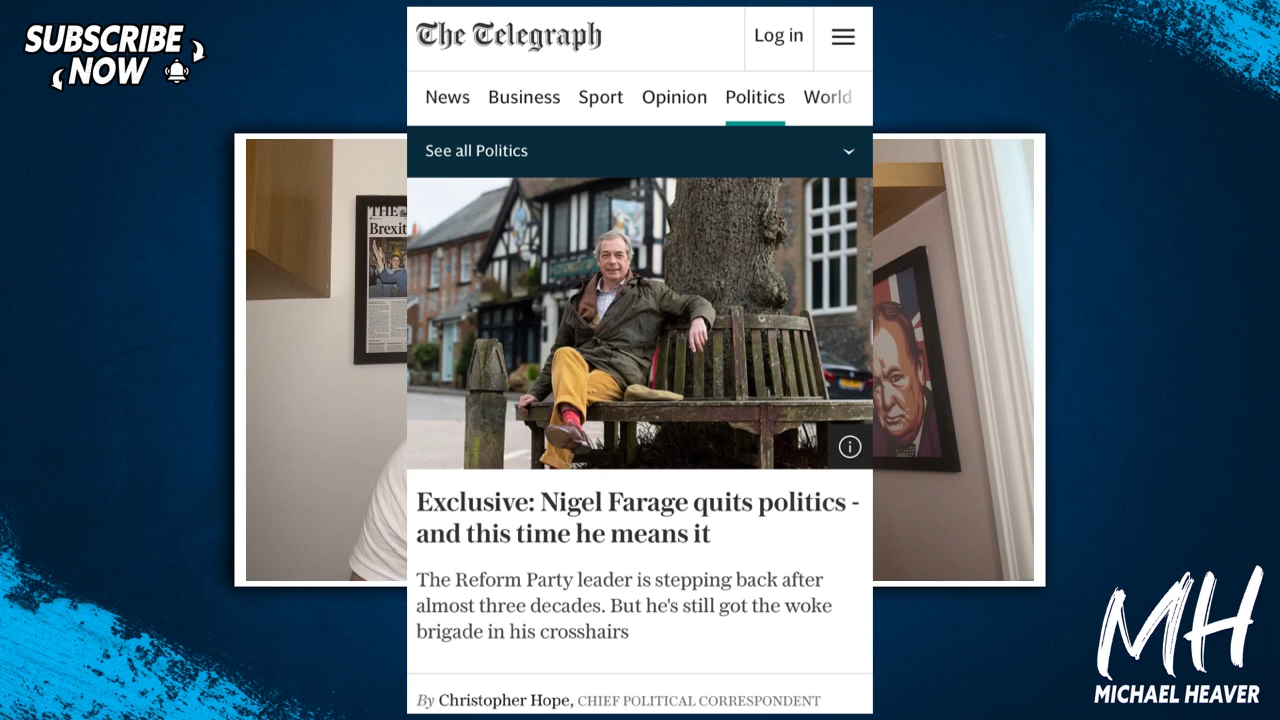 SUBSCRIBE
NOW
The Telegraph
Log in
News Business Sport Opinion Politics World
See all Politics
THE
Brexit
Exclusive: Nigel Farage quits politics -
and this time he means it
The Reform Party leader is stepping back after
almost three decades. But he's still got the woke
brigade in his crosshairs
By Christopher Hope, CHIEF POLITICAL CORRESPONDENT
MH
MICHAEL HEAVER